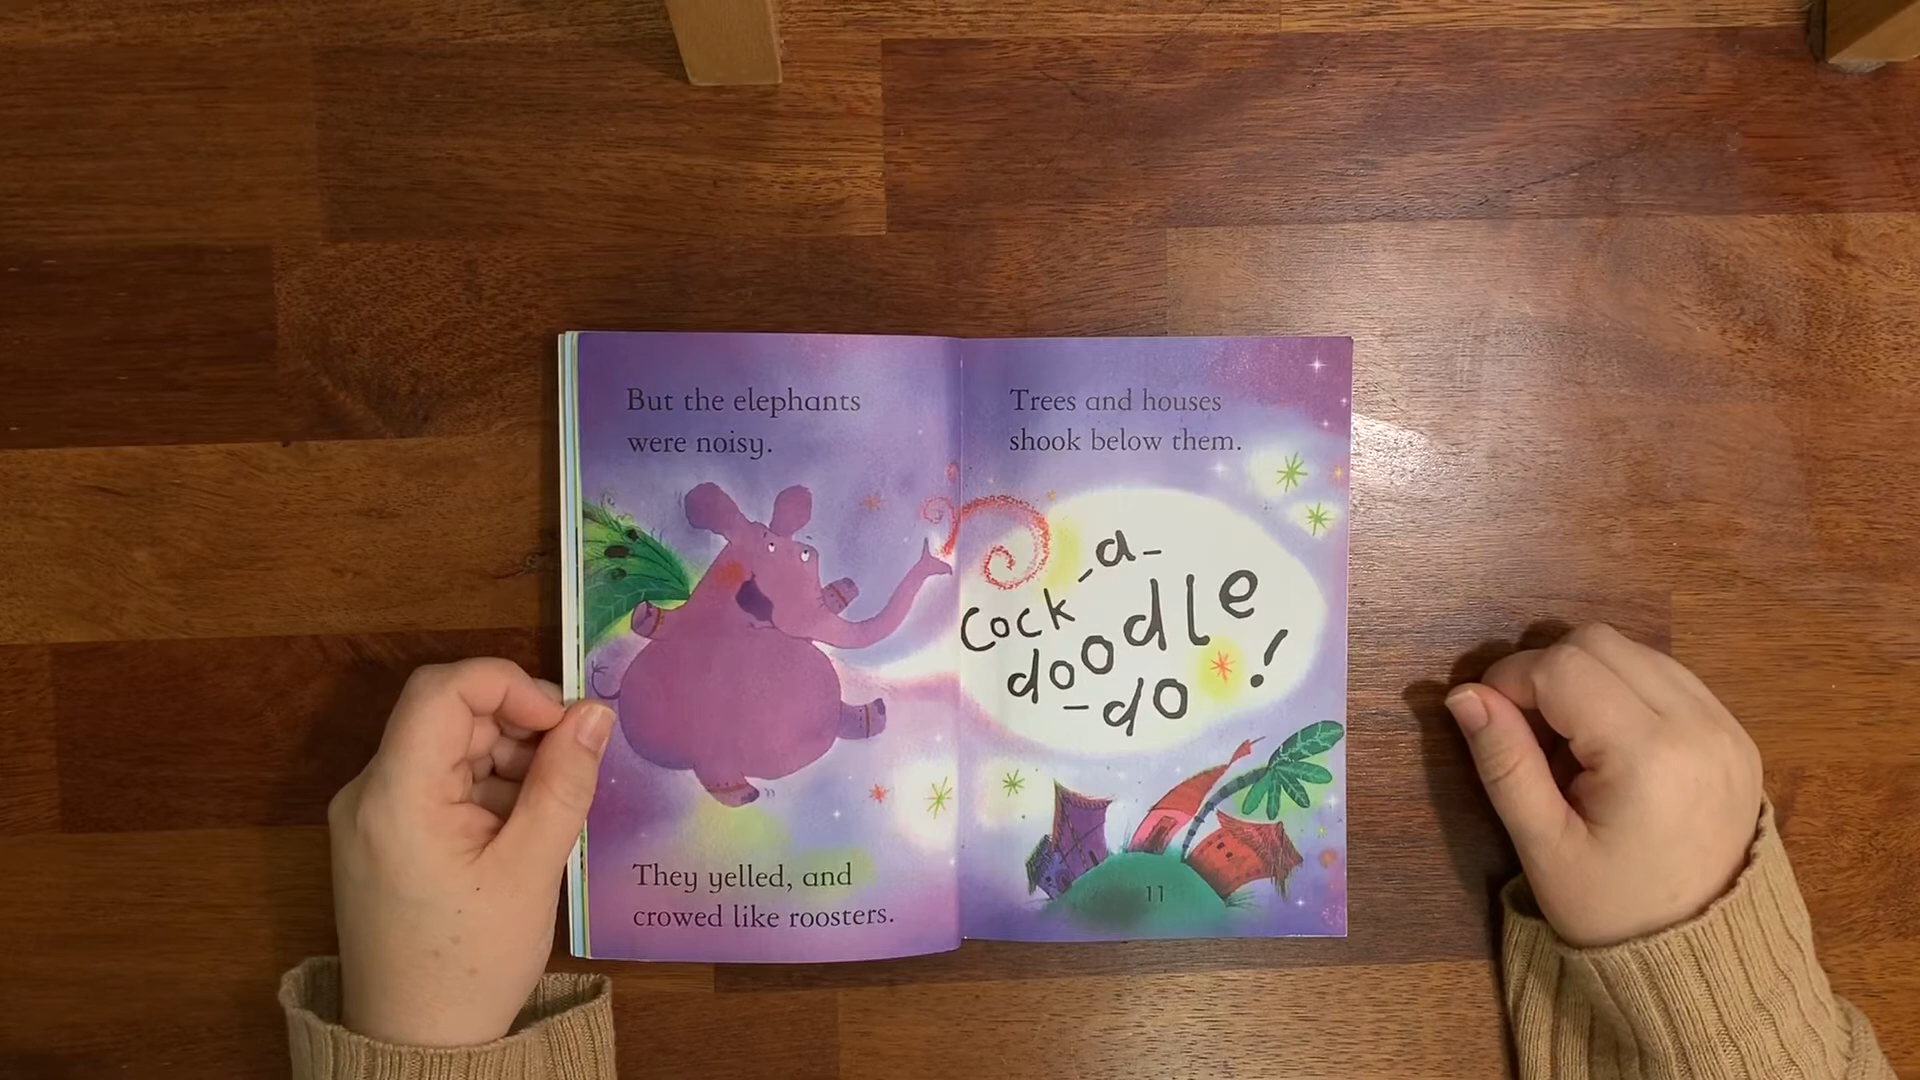 But the elephants
were noisy.
They yelled, and
crowed like roosters.
Trees and houses
shook below them.
Cock-a-
doodle
-do!
11